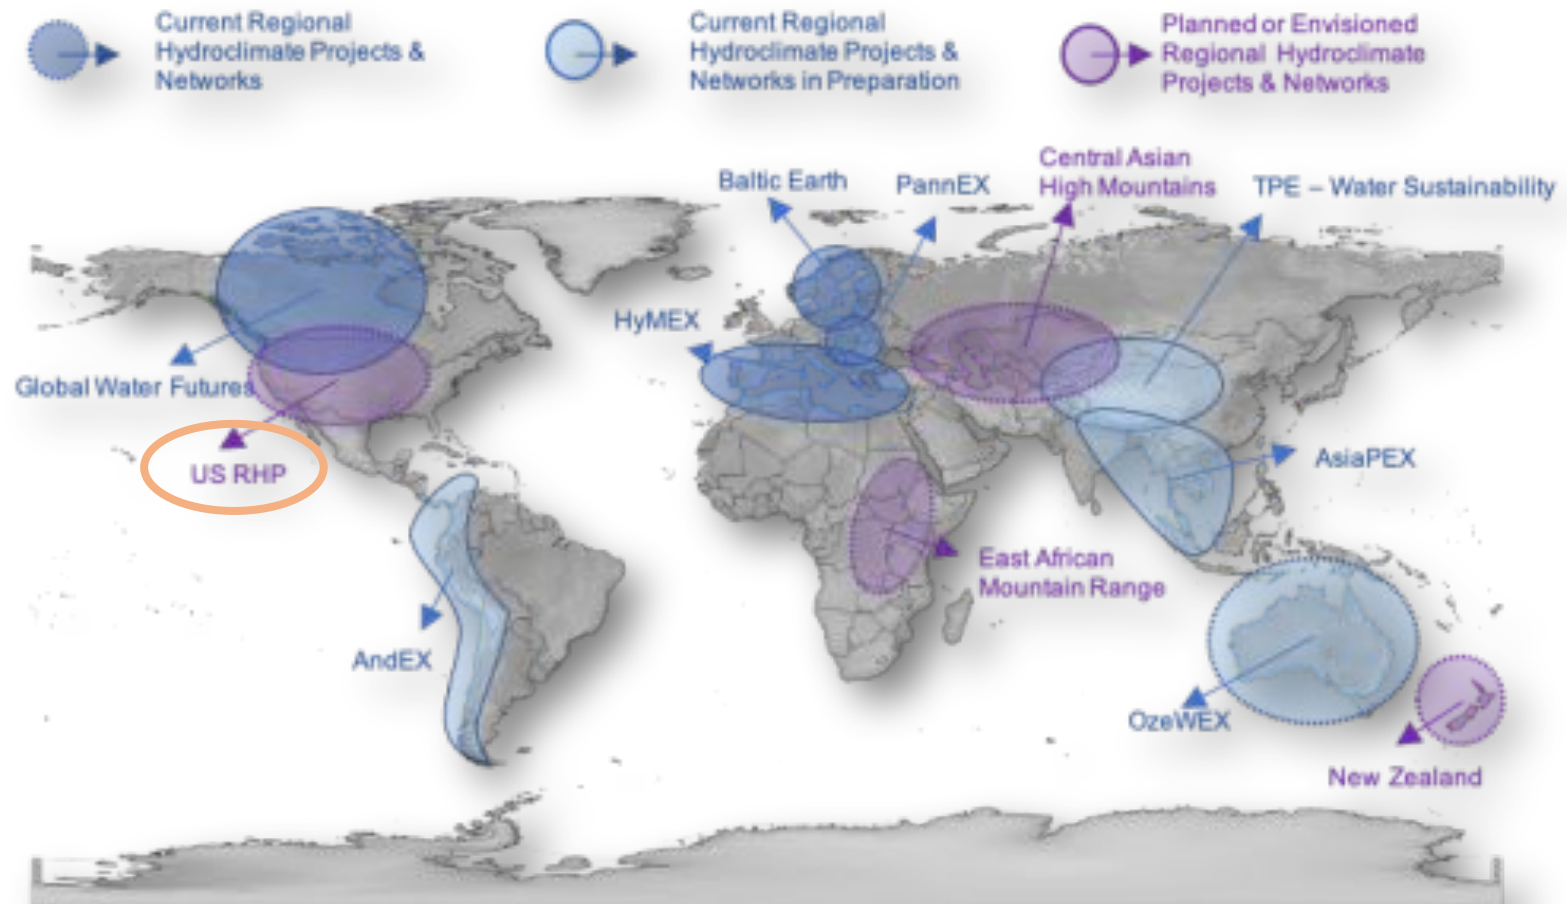 Current Regional
Hydroclimate Projects &
Networks
Current Regional
Hydroclimate Projects &
Networks in Preparation
Planned or Envisioned
Regional Hydroclimate
Projects & Networks
Baltic Earth
PannEX
Central Asian
High Mountains
TPE – Water Sustainability
HyMEX
Global Water Futures
US RHP
AsiaPEX
East African
Mountain Range
AndEX
OzeWEX
New Zealand